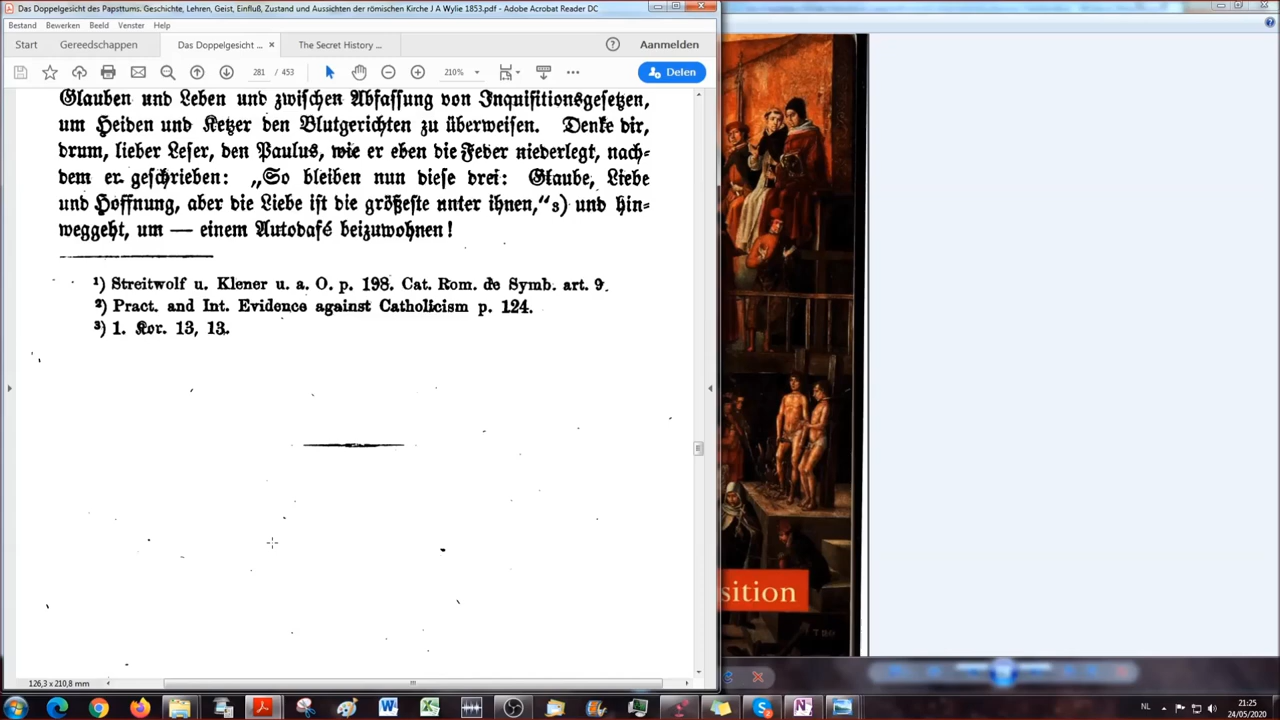 Das Doppelgesicht des Papsttums. Geschichte, Lehren, Geist, Einfluß, Zustand und Aussichten der römischen Kirche J A Wylie 1853.pdf - Adobe Acrobat Reader DC
Bestand Bewerken Beeld Venster Help
Start Gereedschappen Das Doppelgesicht ... × The Secret History ... Anmelden
281 / 453 210% Delen
Glauben und Leben und zwischen Abfassung von Inquisitionsgesetzen,
um Heiden und Ketzer den Blutgerichten zu überweisen. Denke dir,
drum, lieber Leser, den Paulus, wie er eben die Feder niederlegt, nach-
dem er geschrieben: „So bleiben nun diese drei: Glaube, Liebe
und Hoffnung, aber die Liebe ist die größeste unter ihnen,“ 3) und hin-
weggeht, um — einem Autodafé beizuwohnen!
1) Streitwolf u. Klener u. a. O. p. 198. Cat. Rom. de Symb. art. 9.
2) Pract. and Int. Evidence against Catholicism p. 124.
3) 1. Kor. 13, 13.
sition
126,3 x 210,8 mm
NL 21:25
24/05/2020